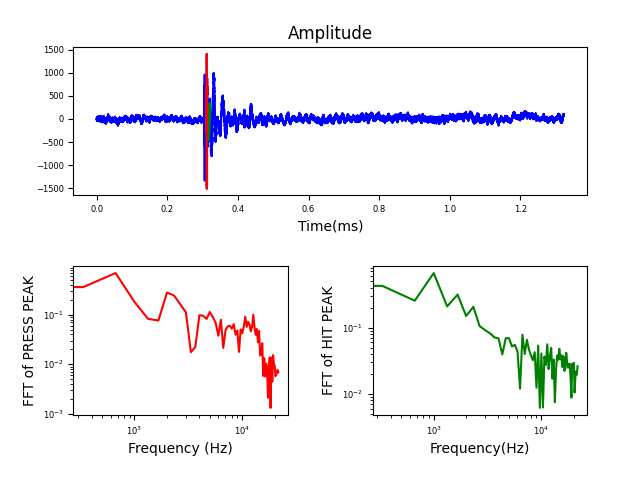 Amplitude
1500
1000
500
0
−500
−1000
−1500
0.0 0.2 0.4 0.6 0.8 1.0 1.2
Time(ms)
FFT of PRESS PEAK
10⁻¹
10⁻²
10⁻³
10³ 10⁴
Frequency (Hz)
FFT of HIT PEAK
10⁻¹
10⁻²
10³ 10⁴
Frequency(Hz)